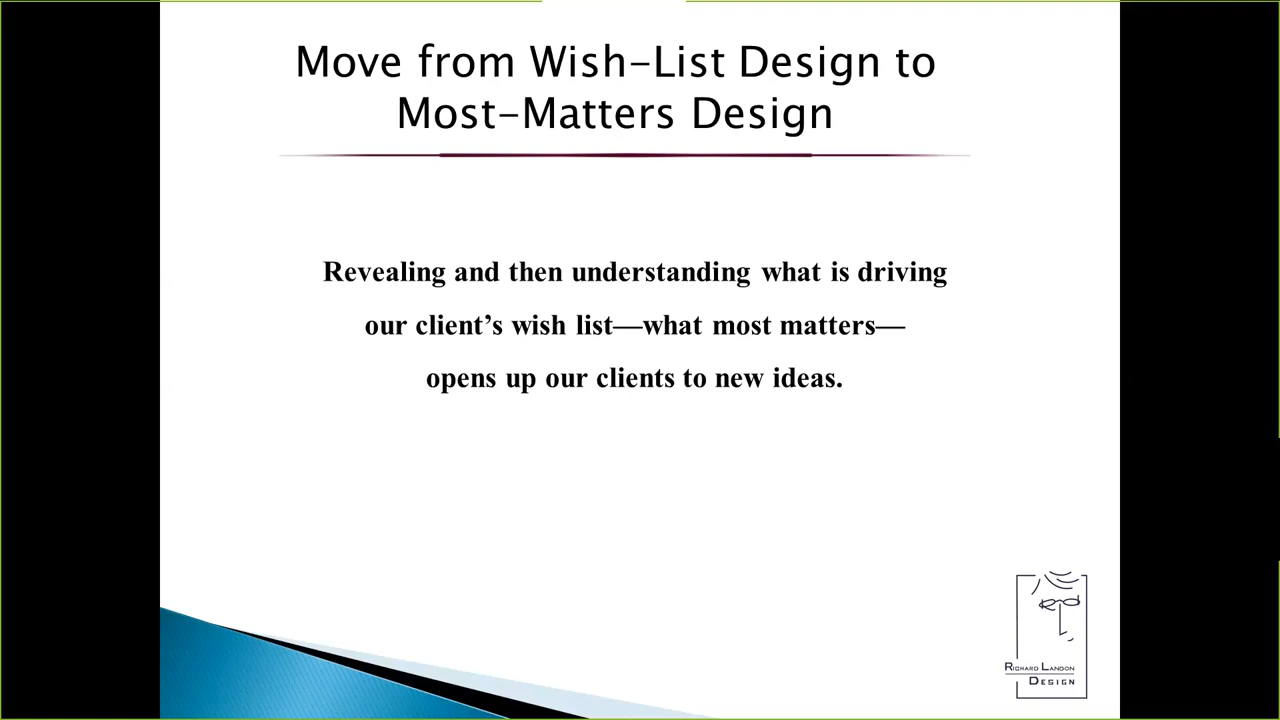 Move from Wish-List Design to
Most-Matters Design
Revealing and then understanding what is driving
our client’s wish list—what most matters—
opens up our clients to new ideas.
RICHARD LANDON
DESIGN